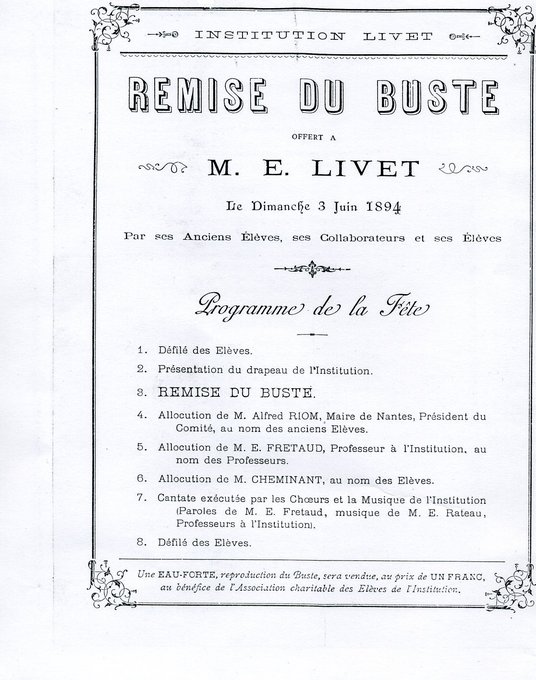 INSTITUTION LIVET
REMISE DU BUSTE
OFFERT A
M. E. LIVET
Le Dimanche 3 Juin 1894
Par ses Anciens Élèves, ses Collaborateurs et ses Élèves
Programme de la Fête
1. Défilé des Elèves.
2. Présentation du drapeau de l'Institution.
3. REMISE DU BUSTE.
4. Allocution de M. Alfred RIOM, Maire de Nantes, Président du
Comité, au nom des anciens Elèves.
5. Allocution de M. E. FRETAUD, Professeur à l'Institution, au
nom des Professeurs.
6. Allocution de M. CHEMINANT, au nom des Elèves.
7. Cantate exécutée par les Chœurs et la Musique de l'Institution
(Paroles de M. E. Fretaud, musique de M. E. Rateau,
Professeurs à l'Institution).
8. Défilé des Elèves.
Une EAU-FORTE, reproduction du Buste, sera vendue, au prix de UN FRANC,
au bénéfice de l'Association charitable des Elèves de l'Institution.